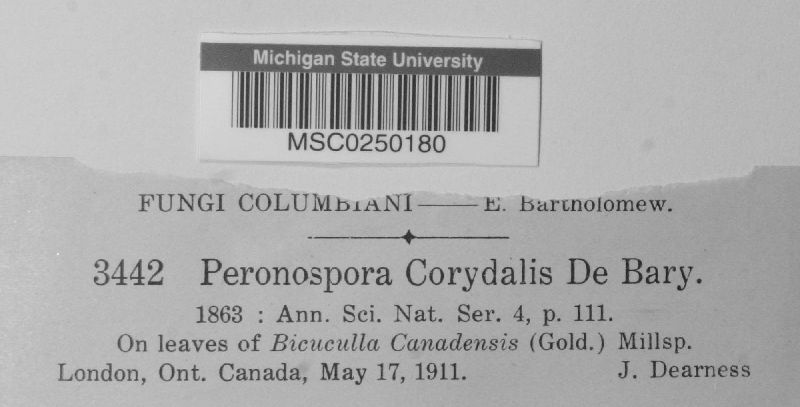 Michigan State University
MSC0250180
FUNGI COLUMBIANI——E. Bartholomew.
3442 Peronospora Corydalis De Bary.
1863 : Ann. Sci. Nat. Ser. 4, p. 111.
On leaves of Bicuculla Canadensis (Gold.) Millsp.
London, Ont. Canada, May 17, 1911. J. Dearness